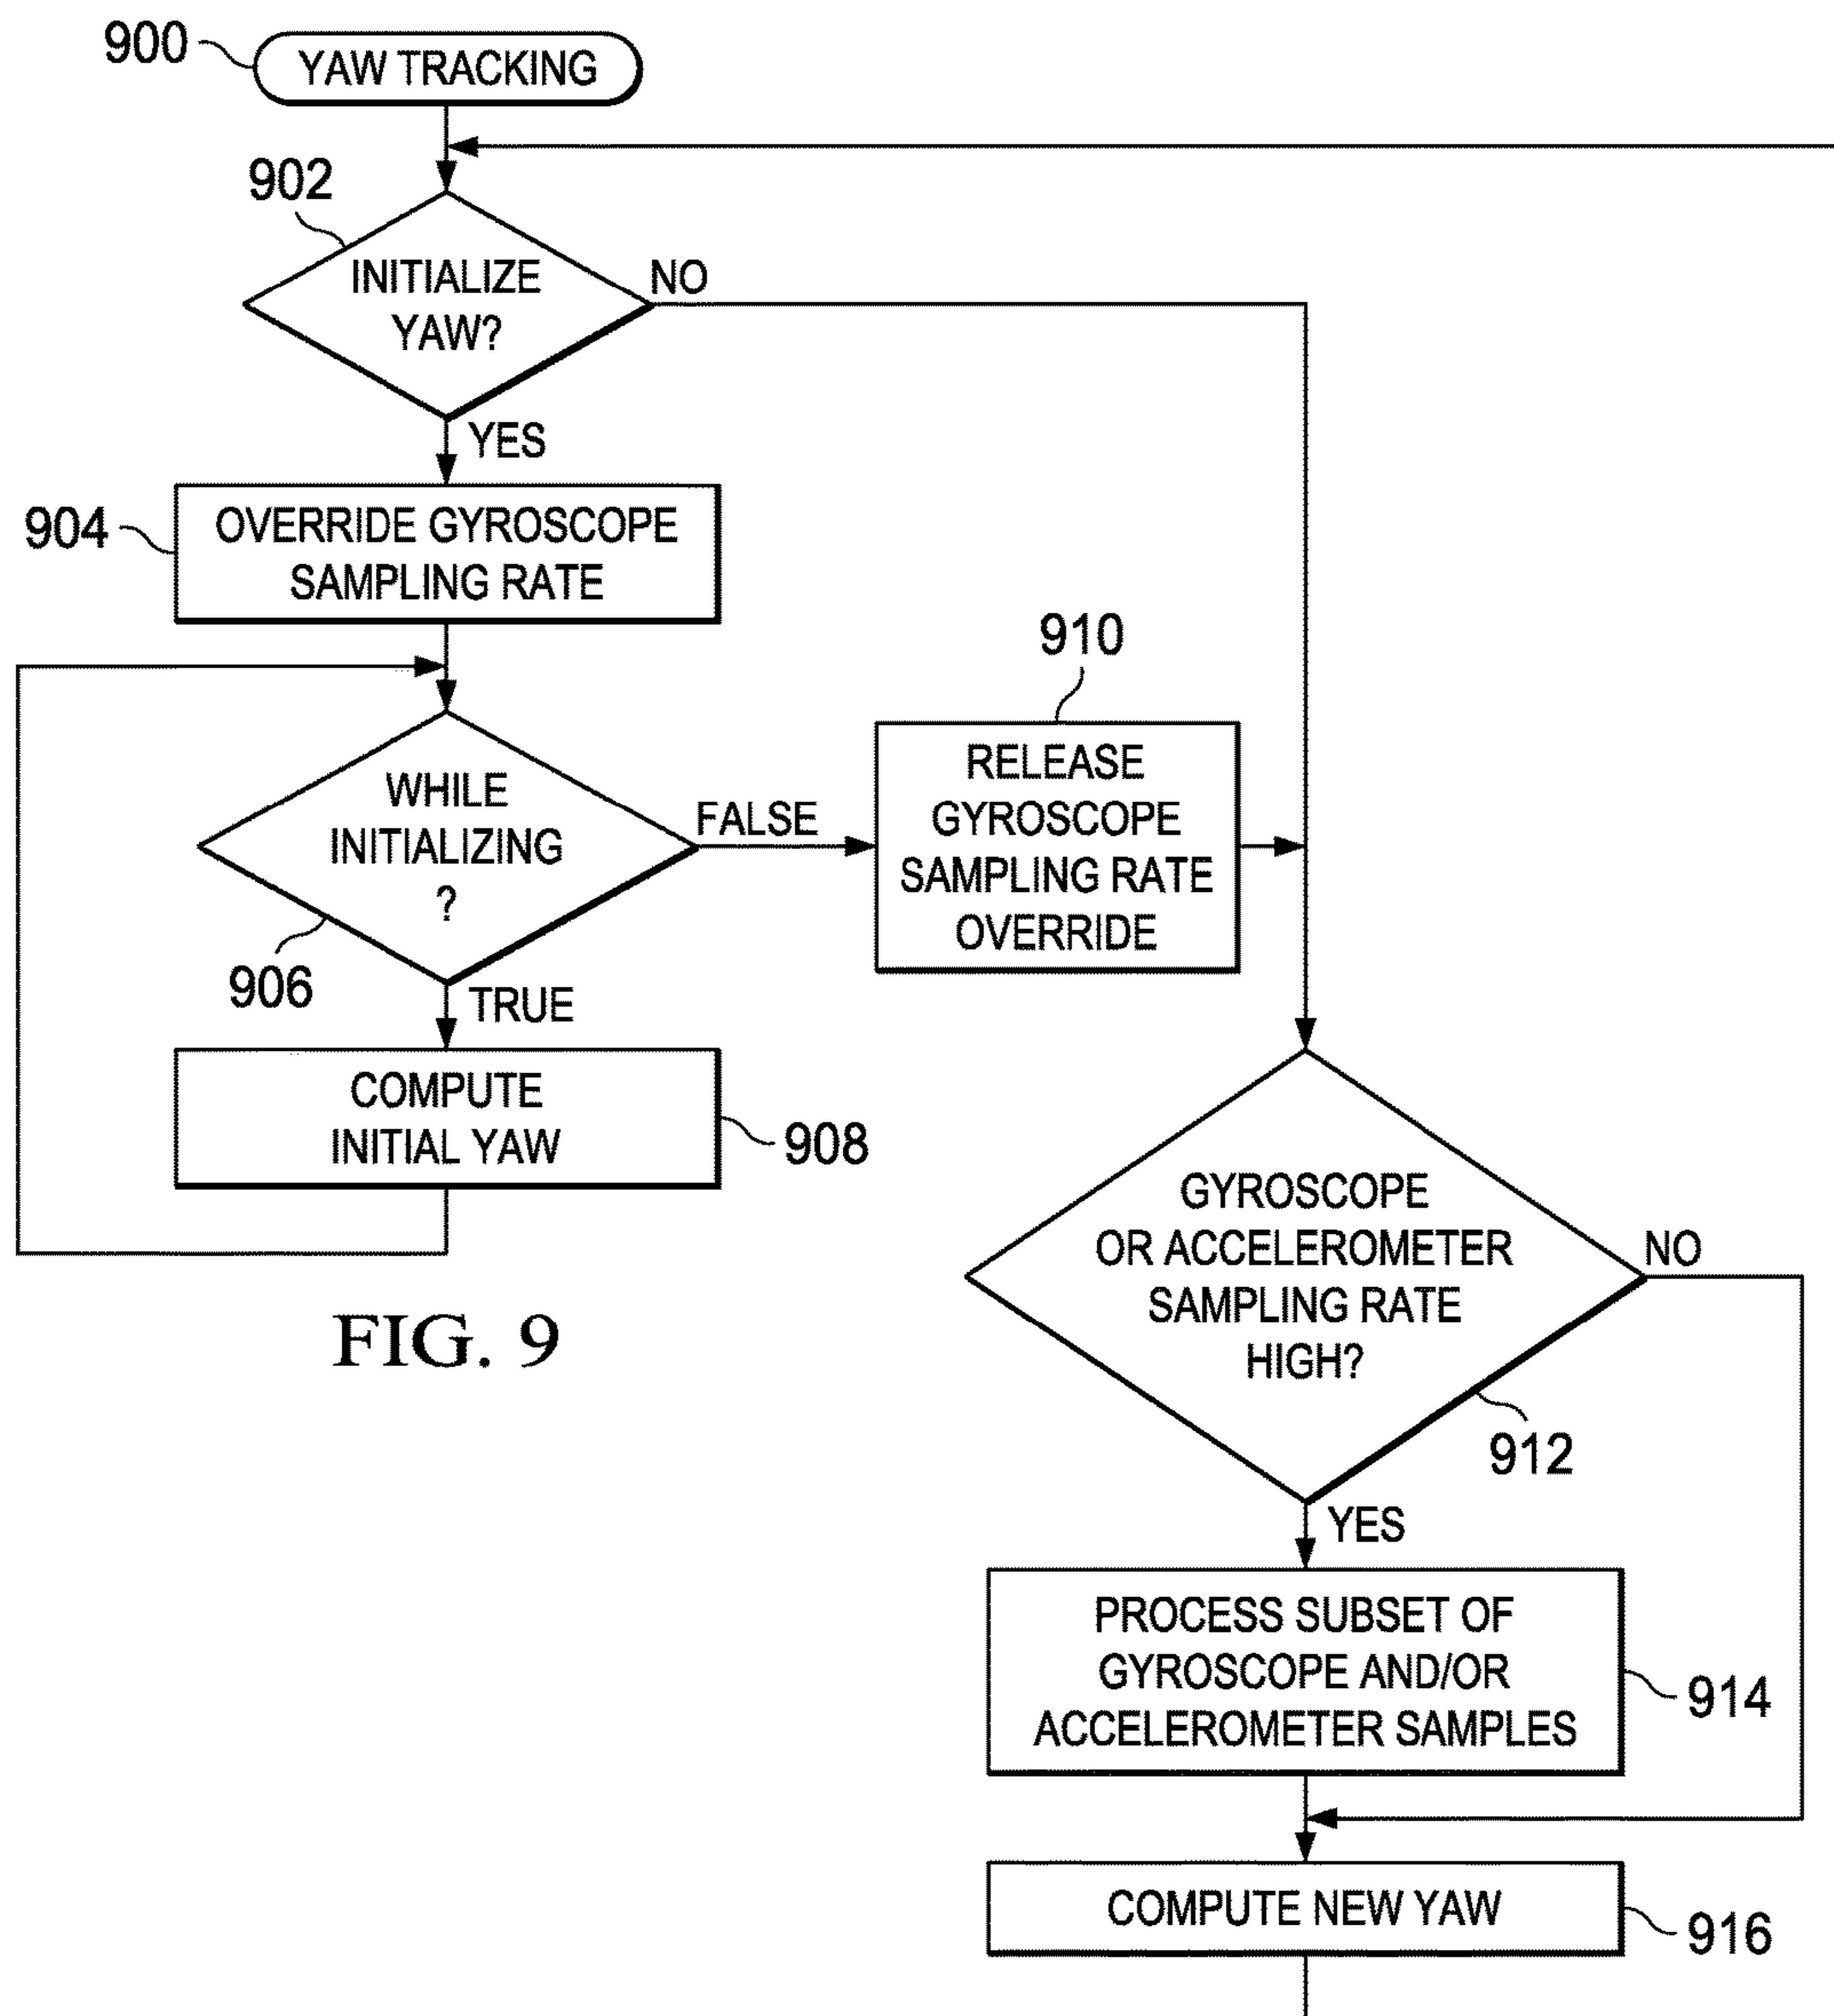 900
YAW TRACKING
902
INITIALIZE
YAW?
NO
YES
904
OVERRIDE GYROSCOPE
SAMPLING RATE
910
WHILE
INITIALIZING
?
FALSE
906
TRUE
RELEASE
GYROSCOPE
SAMPLING RATE
OVERRIDE
COMPUTE
INITIAL YAW
908
GYROSCOPE
OR ACCELEROMETER
SAMPLING RATE
HIGH?
NO
912
YES
PROCESS SUBSET OF
GYROSCOPE AND/OR
ACCELEROMETER SAMPLES
914
COMPUTE NEW YAW
916
FIG. 9